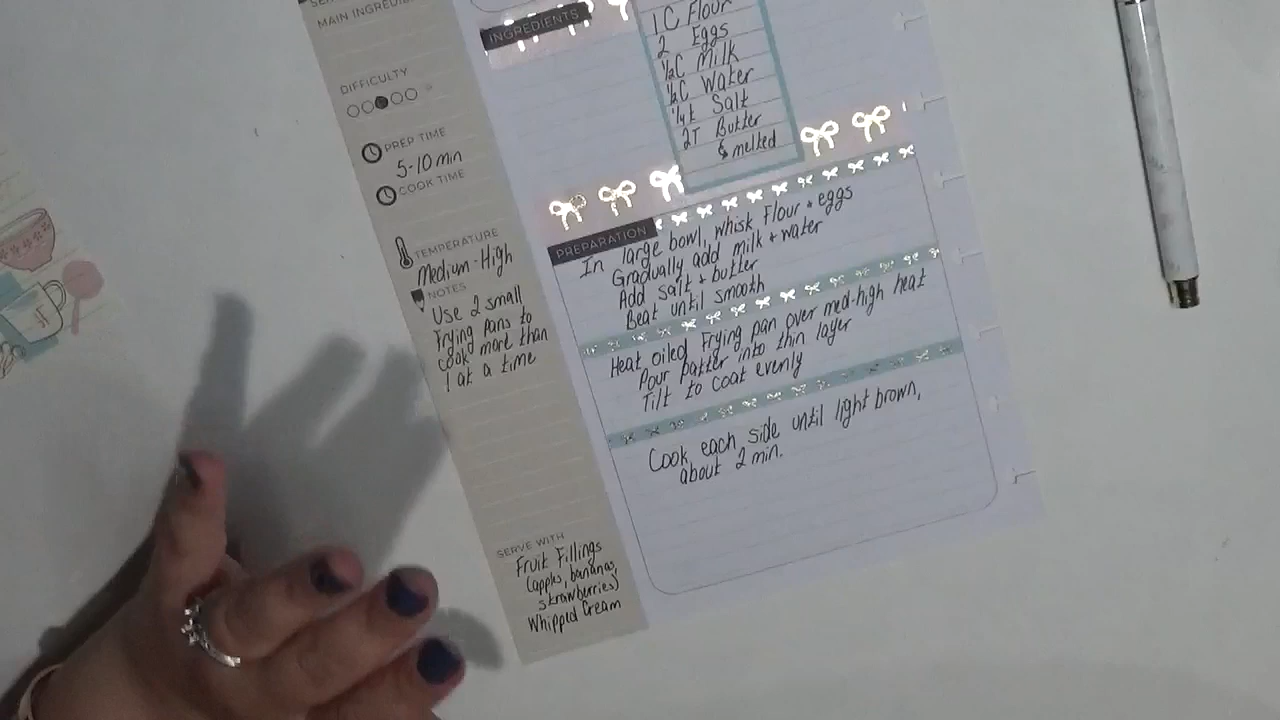 MAIN INGREDIENT
DIFFICULTY
PREP TIME
5-10 min
COOK TIME
TEMPERATURE
Medium-High
NOTES
Use 2 small
Frying pans to
cook more than
1 at a time
SERVE WITH
Fruit Fillings
(apples, bananas,
strawberries)
Whipped Cream
INGREDIENTS
1 C Flour
2 Eggs
1/2C Milk
1/2C Water
1/4t Salt
2T Butter
melted
PREPARATION
In large bowl, whisk Flour + eggs
Gradually add milk + water
Add salt + butter
Beat until smooth
Heat oiled Frying pan over med-high heat
Pour batter into thin layer
Tilt to coat evenly
Cook each side until light brown,
about 2 min.